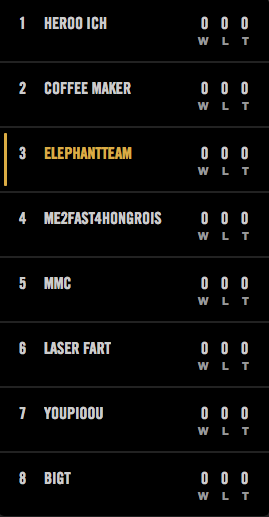 1 HEROO ICH 0 0 0
W L T
2 COFFEE MAKER 0 0 0
W L T
3 ELEPHANTTEAM 0 0 0
W L T
4 ME2FAST4HONGROIS 0 0 0
W L T
5 MMC 0 0 0
W L T
6 LASER FART 0 0 0
W L T
7 YOUPIOOU 0 0 0
W L T
8 BIGT 0 0 0
W L T